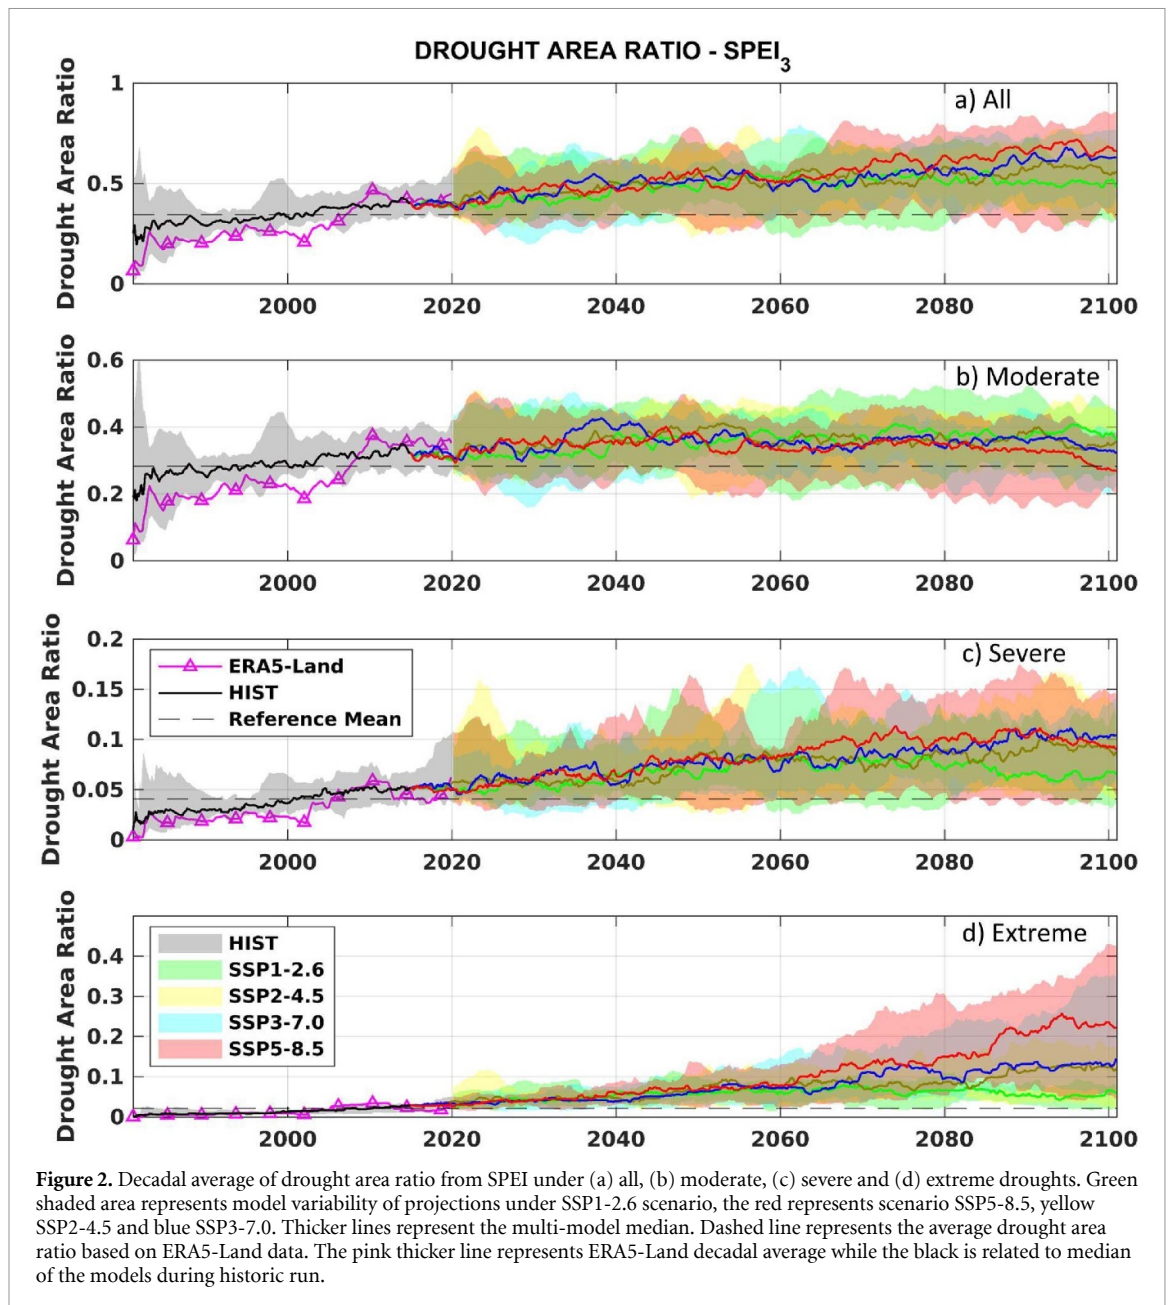 DROUGHT AREA RATIO - SPEI3
Drought Area Ratio
1
0.5
0
a) All
2000 2020 2040 2060 2080 2100
Drought Area Ratio
0.6
0.4
0.2
0
b) Moderate
2000 2020 2040 2060 2080 2100
Drought Area Ratio
0.2
0.15
0.1
0.05
0
c) Severe
ERA5-Land
HIST
Reference Mean
2000 2020 2040 2060 2080 2100
Drought Area Ratio
0.4
0.3
0.2
0.1
0
d) Extreme
HIST
SSP1-2.6
SSP2-4.5
SSP3-7.0
SSP5-8.5
2000 2020 2040 2060 2080 2100
Figure 2. Decadal average of drought area ratio from SPEI under (a) all, (b) moderate, (c) severe and (d) extreme droughts. Green
shaded area represents model variability of projections under SSP1-2.6 scenario, the red represents scenario SSP5-8.5, yellow
SSP2-4.5 and blue SSP3-7.0. Thicker lines represent the multi-model median. Dashed line represents the average drought area
ratio based on ERA5-Land data. The pink thicker line represents ERA5-Land decadal average while the black is related to median
of the models during historic run.